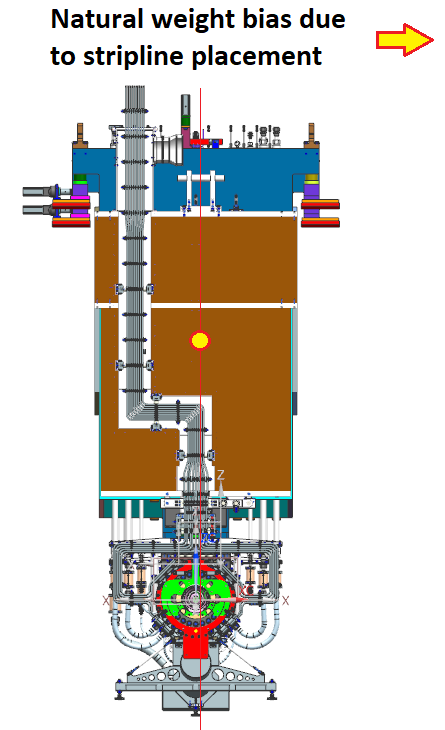 Natural weight bias due
to stripline placement
Z
X
X